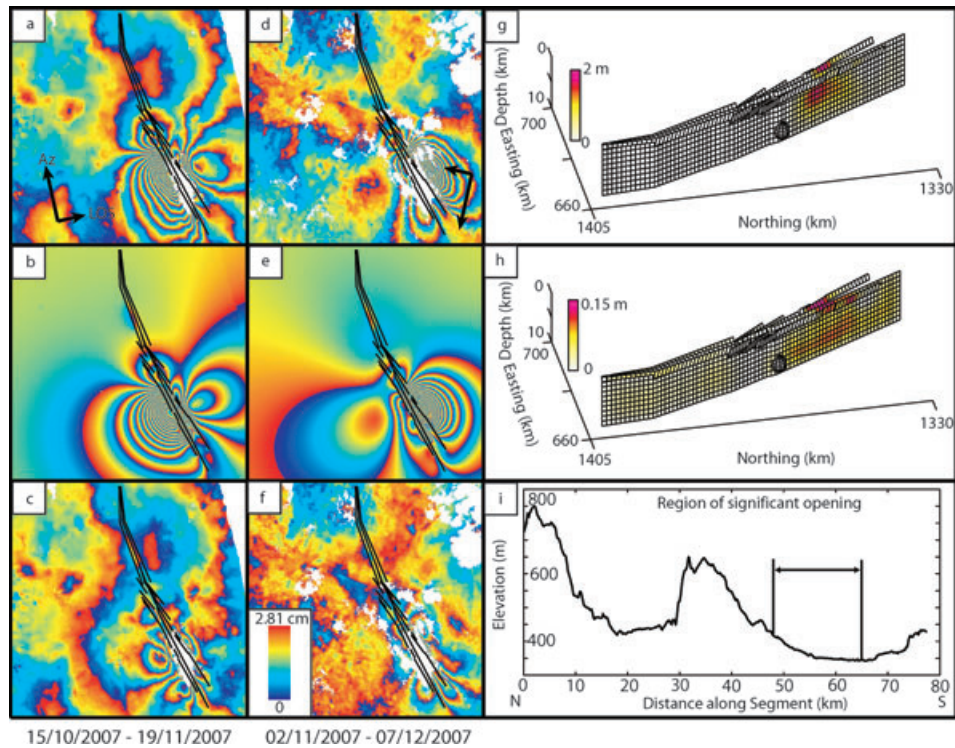 a
Az
LOS
d
g
0
10
Depth (km)
2 m
0
700
Easting (km)
660
1405
Northing (km)
1330
b
e
h
0
10
Depth (km)
0.15 m
0
700
Easting (km)
660
1405
Northing (km)
1330
c
f
2.81 cm
0
i
800
600
400
Elevation (m)
Region of significant opening
0 10 20 30 40 50 60 70 80
N Distance along Segment (km) S
15/10/2007 - 19/11/2007 02/11/2007 - 07/12/2007